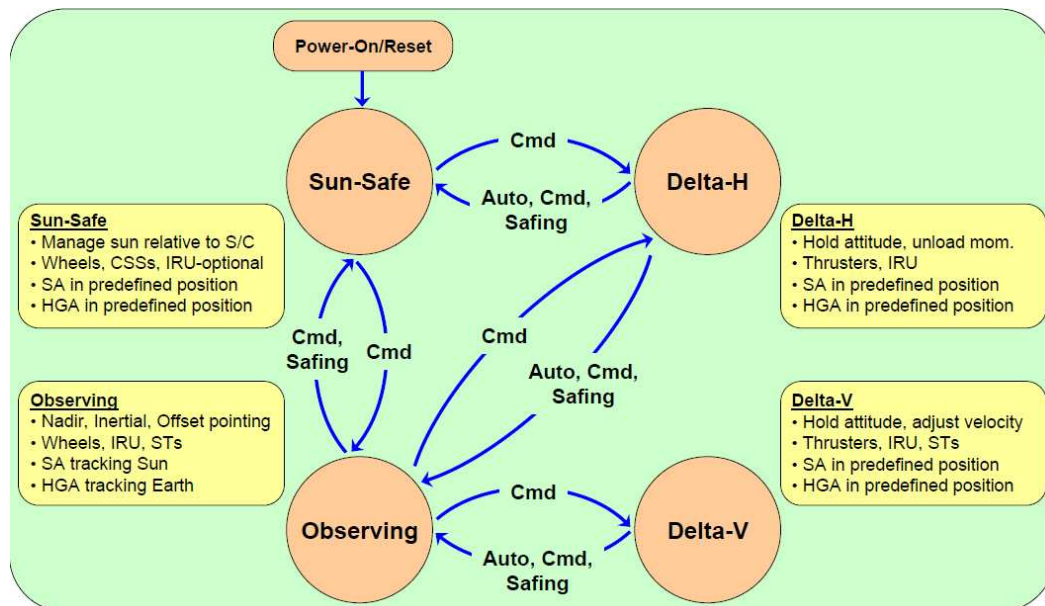 Power-On/Reset
Sun-Safe
Cmd
Delta-H
Auto, Cmd,
Safing
Sun-Safe
• Manage sun relative to S/C
• Wheels, CSSs, IRU-optional
• SA in predefined position
• HGA in predefined position
Delta-H
• Hold attitude, unload mom.
• Thrusters, IRU
• SA in predefined position
• HGA in predefined position
Cmd,
Safing
Cmd
Cmd
Auto, Cmd,
Safing
Observing
• Nadir, Inertial, Offset pointing
• Wheels, IRU, STs
• SA tracking Sun
• HGA tracking Earth
Delta-V
• Hold attitude, adjust velocity
• Thrusters, IRU, STs
• SA in predefined position
• HGA in predefined position
Observing
Cmd
Delta-V
Auto, Cmd,
Safing